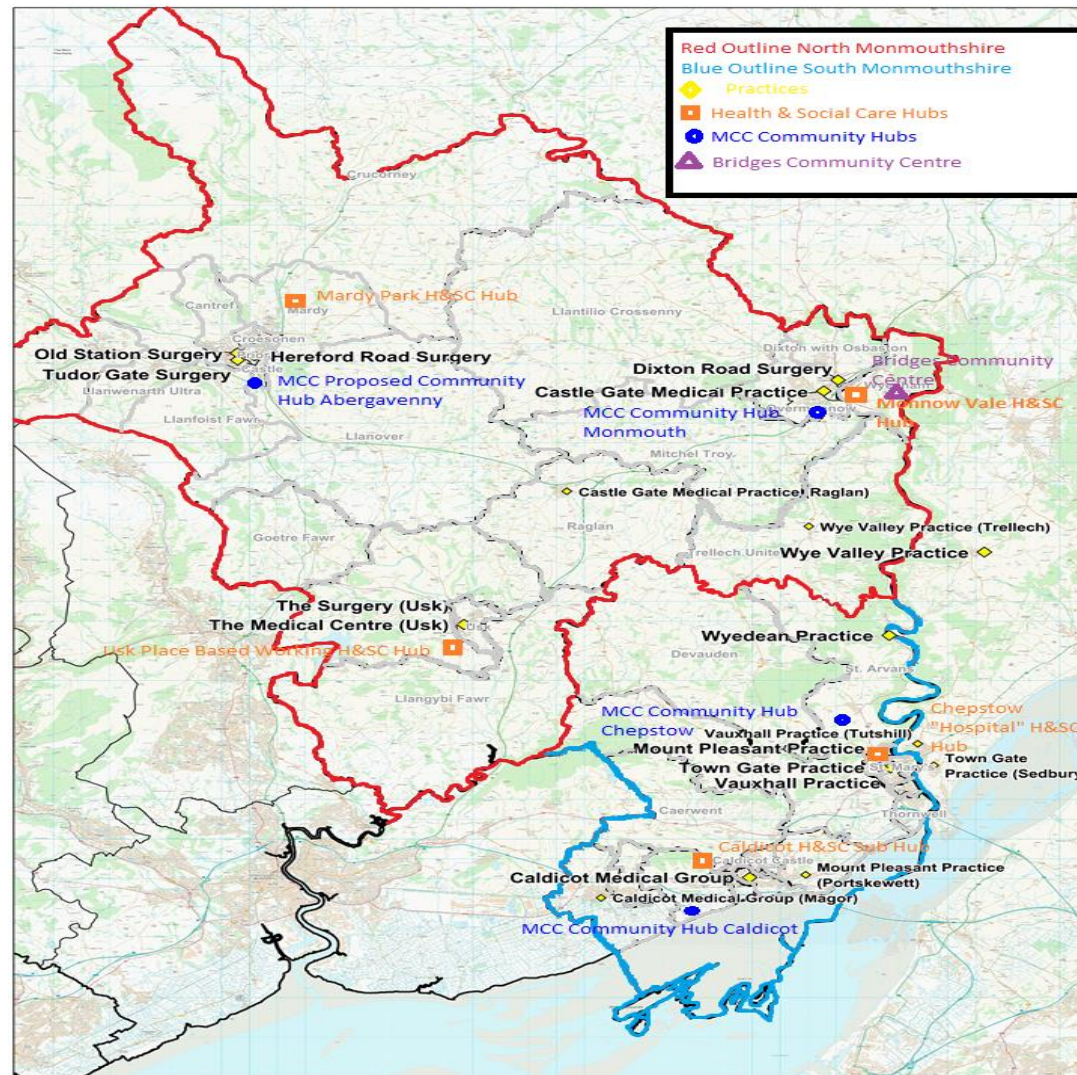 Red Outline North Monmouthshire
Blue Outline South Monmouthshire
Practices
Health & Social Care Hubs
MCC Community Hubs
Bridges Community Centre
Crucorney
Cantref
Mardy Park H&SC Hub
Mardy
Llantilio Crossenny
Croesonen
Old Station Surgery
Hereford Road Surgery
Castle
Tudor Gate Surgery
Llanwenarth Ultra
MCC Proposed Community
Hub Abergavenny
Llanfoist Fawr
Llanover
Dixton with Osbaston
Dixton Road Surgery
Bridges Community
Centre
Castle Gate Medical Practice
Overmonnow
Monnow Vale H&SC
Hub
MCC Community Hub
Monmouth
Mitchel Troy
Castle Gate Medical Practice (Raglan)
Raglan
Goetre Fawr
Wye Valley Practice (Trellech)
Trellech United
Wye Valley Practice
The Surgery (Usk)
The Medical Centre (Usk)
Usk Place Based Working H&SC Hub
Llangybi Fawr
Wyedean Practice
Devauden
St. Arvans
MCC Community Hub
Chepstow
Chepstow
"Hospital" H&SC
Hub
Vauxhall Practice (Tutshill)
Mount Pleasant Practice
Town Gate Practice
St. Mary
Town Gate
Practice (Sedbury
Vauxhall Practice
Caerwent
Thornwell
Caldicot H&SC Sub Hub
Caldicot Castle
Caldicot Medical Group
Mount Pleasant Practice
(Portskewett)
Caldicot Medical Group (Magor)
MCC Community Hub Caldicot